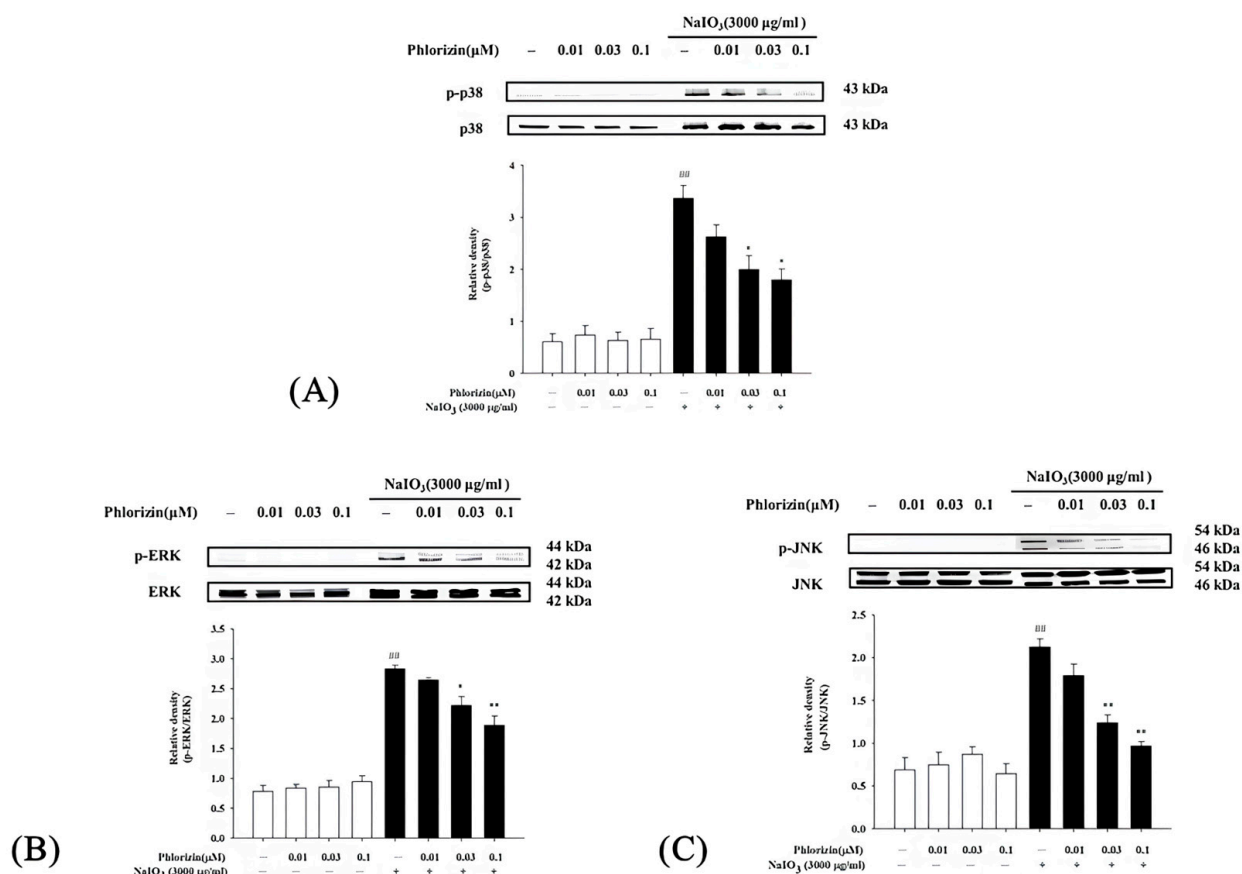 NaIO₃(3000 µg/ml )
Phlorizin(µM) – 0.01 0.03 0.1 – 0.01 0.03 0.1
p-p38 43 kDa
p38 43 kDa
4
##
3
2
* *
1
0
Relative density
(p-p38/p38)
Phlorizin(µM) – 0.01 0.03 0.1 – 0.01 0.03 0.1
NaIO₃ (3000 µg/ml) – – – – + + + +
(A)
NaIO₃(3000 µg/ml )
Phlorizin(µM) – 0.01 0.03 0.1 – 0.01 0.03 0.1
p-ERK 44 kDa
42 kDa
ERK 44 kDa
42 kDa
3.5
3.0
##
2.5
* **
2.0
1.5
1.0
0.5
0.0
Relative density
(p-ERK/ERK)
Phlorizin(µM) – 0.01 0.03 0.1 – 0.01 0.03 0.1
NaIO₃ (3000 µg/ml) – – – – + + + +
(B)
NaIO₃(3000 µg/ml )
Phlorizin(µM) – 0.01 0.03 0.1 – 0.01 0.03 0.1
p-JNK 54 kDa
46 kDa
JNK 54 kDa
46 kDa
2.5
##
2.0
1.5
** **
1.0
0.5
0.0
Relative density
(p-JNK/JNK)
Phlorizin(µM) – 0.01 0.03 0.1 – 0.01 0.03 0.1
NaIO₃ (3000 µg/ml) – – – – + + + +
(C)